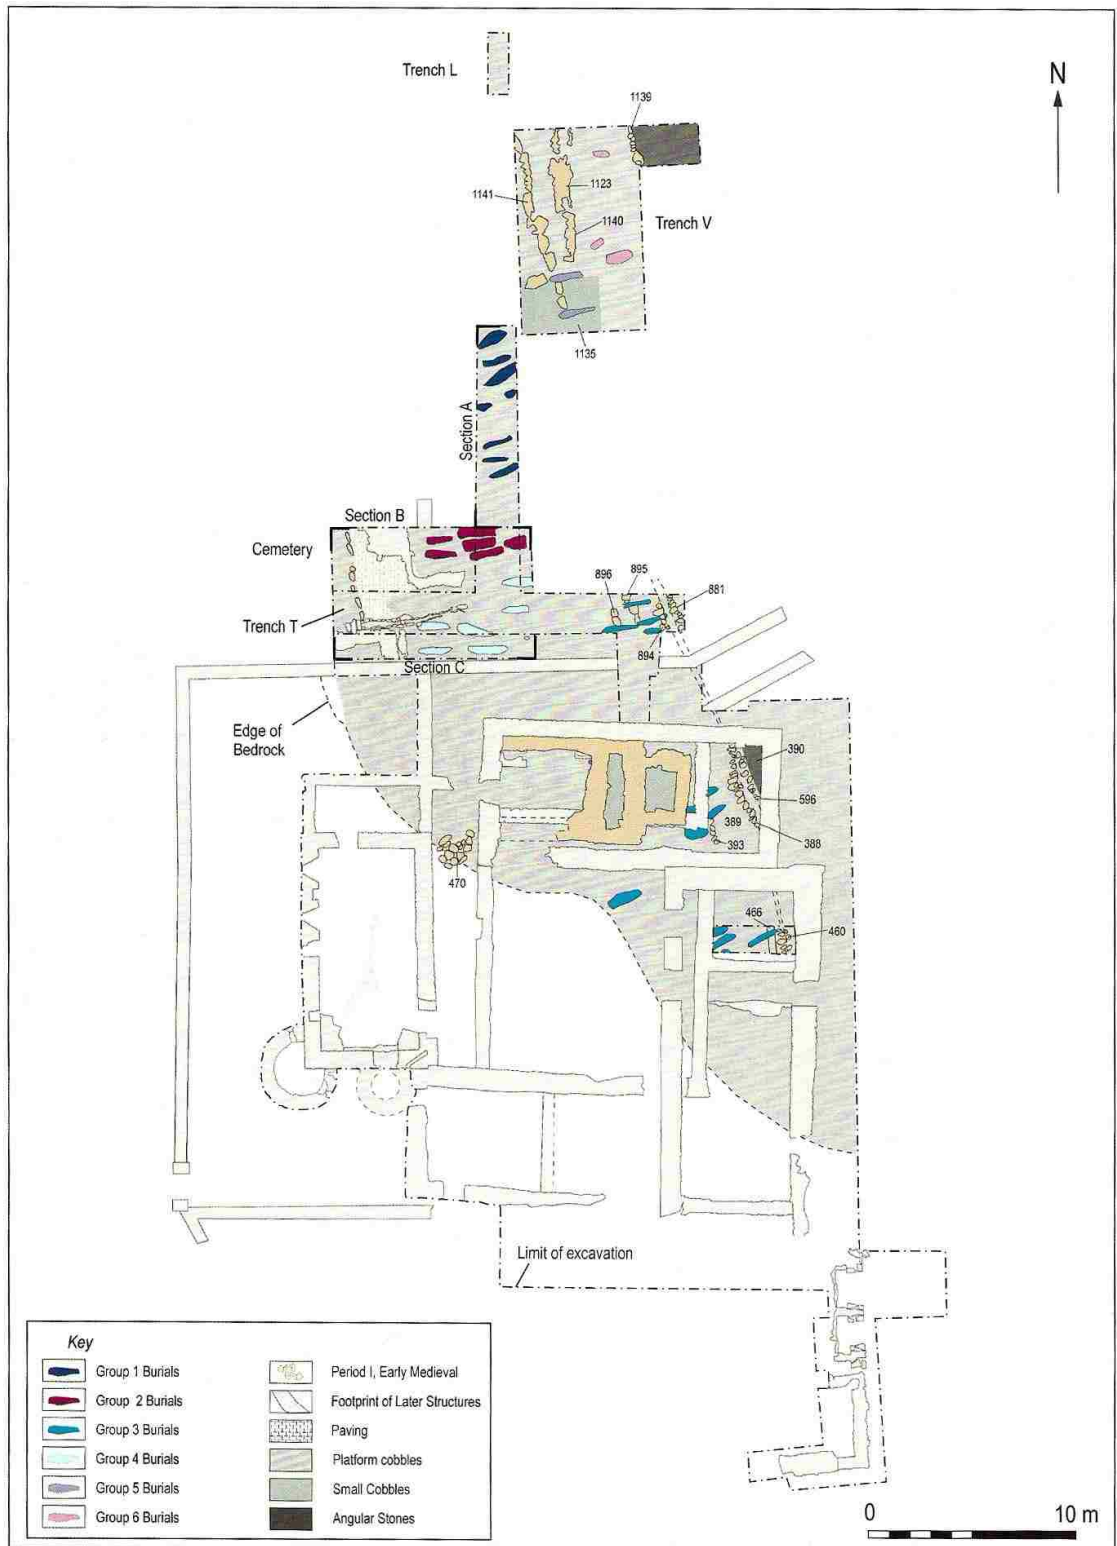 Trench L
N
1139
1123
1141
1140
Trench V
1135
Section A
Section B
Cemetery
895
896
881
Trench T
894
Section C
Edge of
Bedrock
390
596
389
393
388
470
466
460
Limit of excavation
Key
Group 1 Burials
Group 2 Burials
Group 3 Burials
Group 4 Burials
Group 5 Burials
Group 6 Burials
Period I, Early Medieval
Footprint of Later Structures
Paving
Platform cobbles
Small Cobbles
Angular Stones
0 10 m